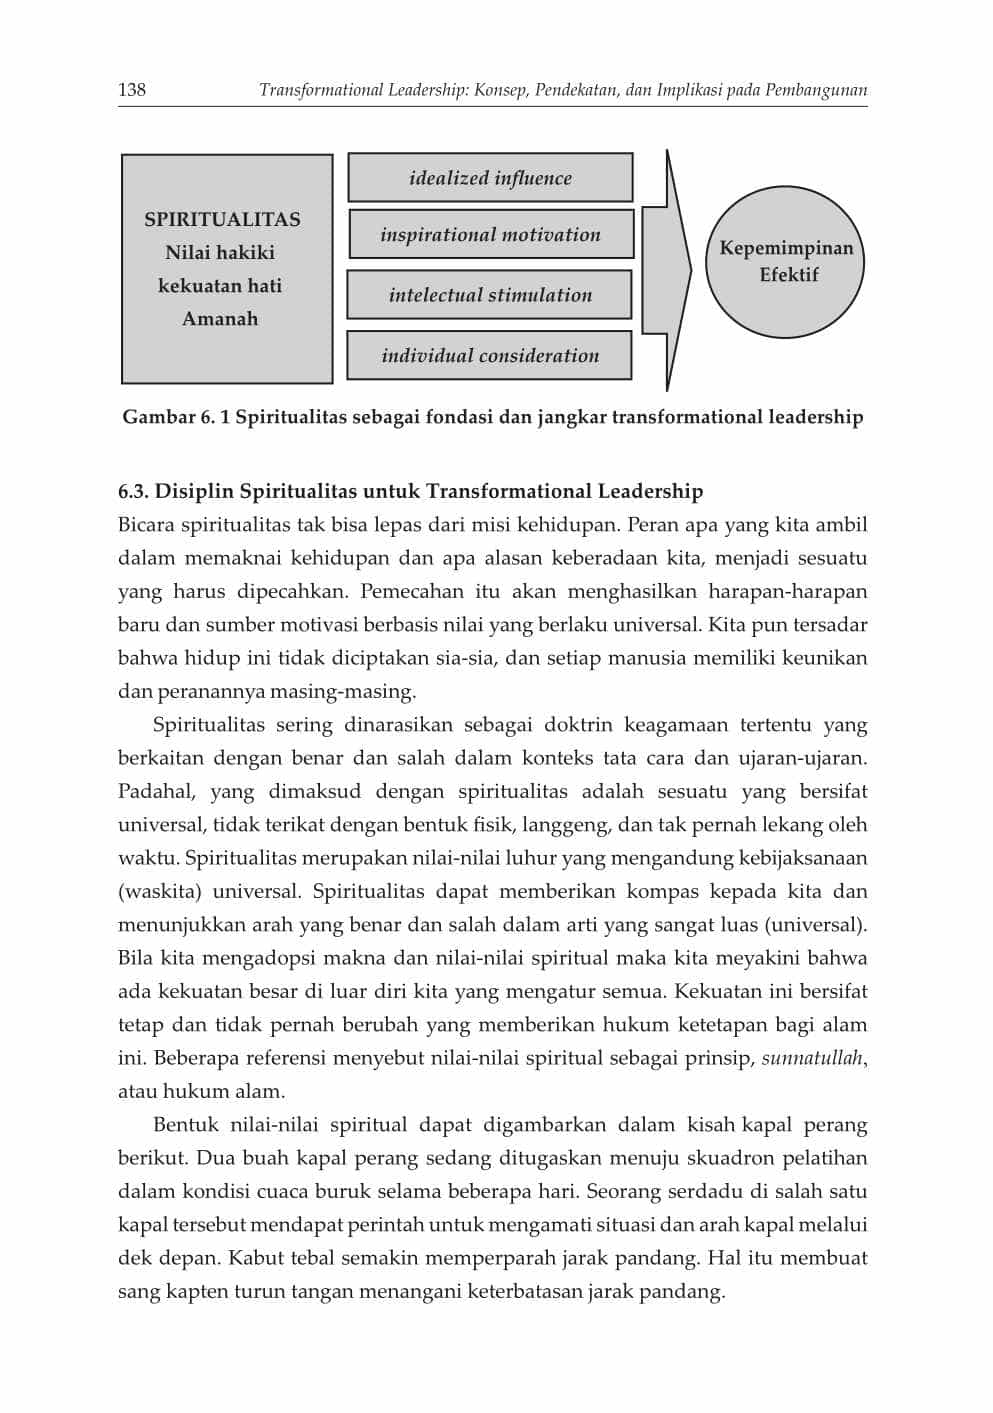 138 Transformational Leadership: Konsep, Pendekatan, dan Implikasi pada Pembangunan
SPIRITUALITAS
Nilai hakiki
kekuatan hati
Amanah
idealized influence
inspirational motivation
intelectual stimulation
individual consideration
Kepemimpinan
Efektif
Gambar 6. 1 Spiritualitas sebagai fondasi dan jangkar transformational leadership
6.3. Disiplin Spiritualitas untuk Transformational Leadership
Bicara spiritualitas tak bisa lepas dari misi kehidupan. Peran apa yang kita ambil
dalam memaknai kehidupan dan apa alasan keberadaan kita, menjadi sesuatu
yang harus dipecahkan. Pemecahan itu akan menghasilkan harapan-harapan
baru dan sumber motivasi berbasis nilai yang berlaku universal. Kita pun tersadar
bahwa hidup ini tidak diciptakan sia-sia, dan setiap manusia memiliki keunikan
dan peranannya masing-masing.
Spiritualitas sering dinarasikan sebagai doktrin keagamaan tertentu yang
berkaitan dengan benar dan salah dalam konteks tata cara dan ujaran-ujaran.
Padahal, yang dimaksud dengan spiritualitas adalah sesuatu yang bersifat
universal, tidak terikat dengan bentuk fisik, langgeng, dan tak pernah lekang oleh
waktu. Spiritualitas merupakan nilai-nilai luhur yang mengandung kebijaksanaan
(waskita) universal. Spiritualitas dapat memberikan kompas kepada kita dan
menunjukkan arah yang benar dan salah dalam arti yang sangat luas (universal).
Bila kita mengadopsi makna dan nilai-nilai spiritual maka kita meyakini bahwa
ada kekuatan besar di luar diri kita yang mengatur semua. Kekuatan ini bersifat
tetap dan tidak pernah berubah yang memberikan hukum ketetapan bagi alam
ini. Beberapa referensi menyebut nilai-nilai spiritual sebagai prinsip, sunnatullah,
atau hukum alam.
Bentuk nilai-nilai spiritual dapat digambarkan dalam kisah kapal perang
berikut. Dua buah kapal perang sedang ditugaskan menuju skuadron pelatihan
dalam kondisi cuaca buruk selama beberapa hari. Seorang serdadu di salah satu
kapal tersebut mendapat perintah untuk mengamati situasi dan arah kapal melalui
dek depan. Kabut tebal semakin memperparah jarak pandang. Hal itu membuat
sang kapten turun tangan menangani keterbatasan jarak pandang.